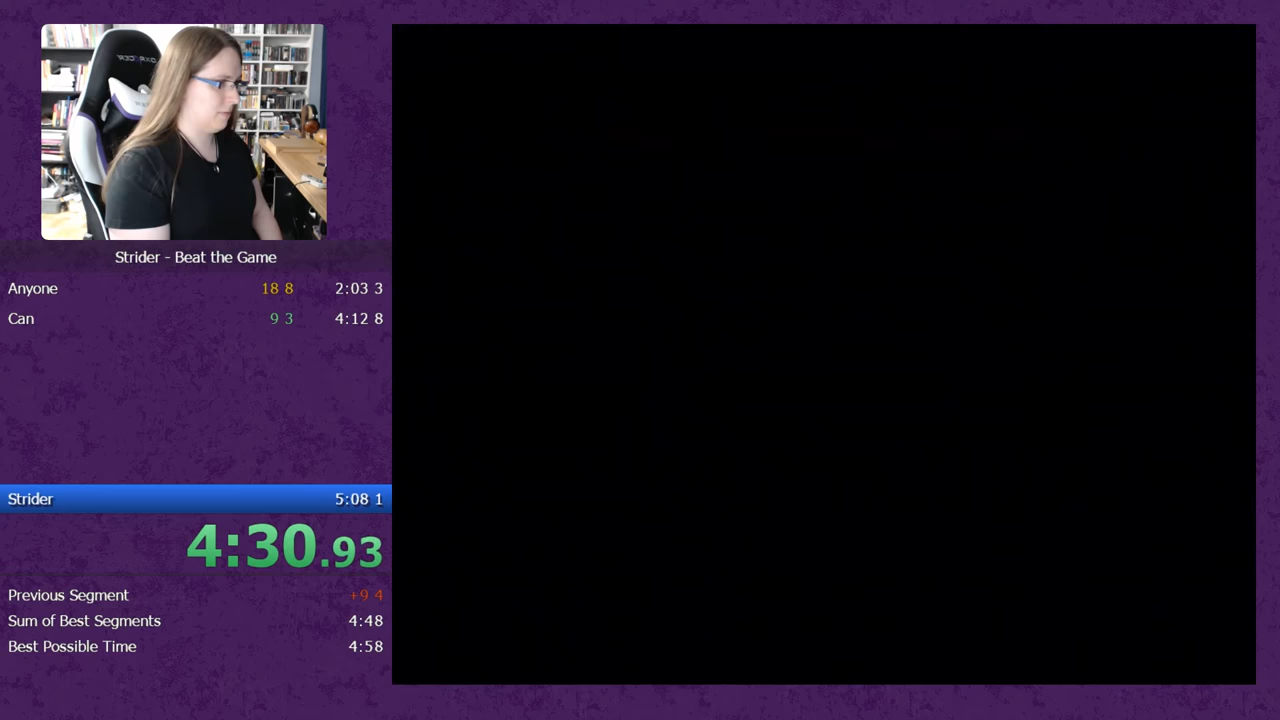 Strider - Beat the Game
Anyone 18 8 2:03 3
Can 9 3 4:12 8
Strider 5:08 1
4:30.93
Previous Segment +9 4
Sum of Best Segments 4:48
Best Possible Time 4:58